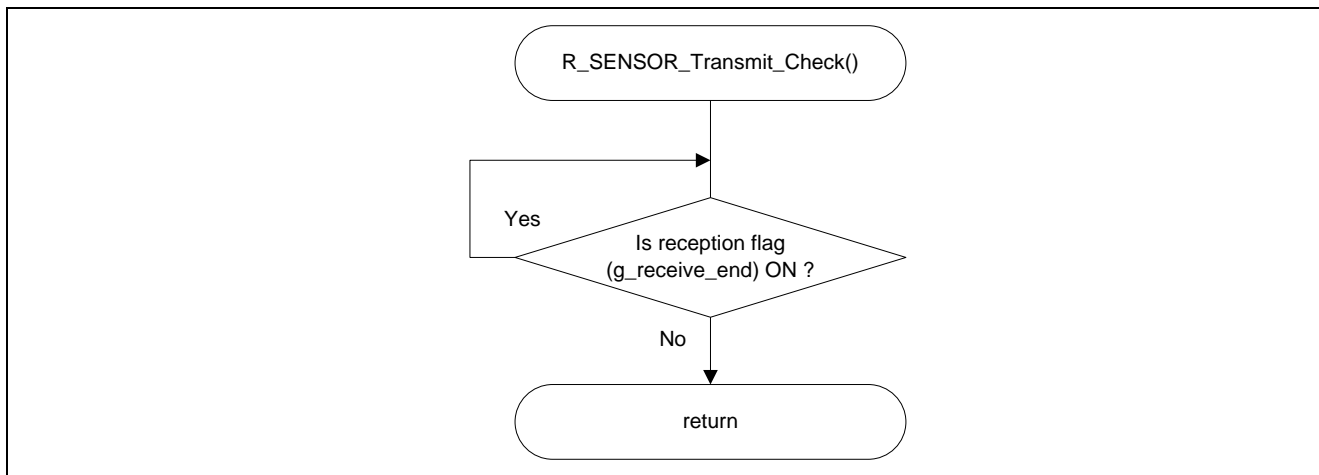 R_SENSOR_Transmit_Check()
Yes
Is reception flag
(g_receive_end) ON ?
No
return